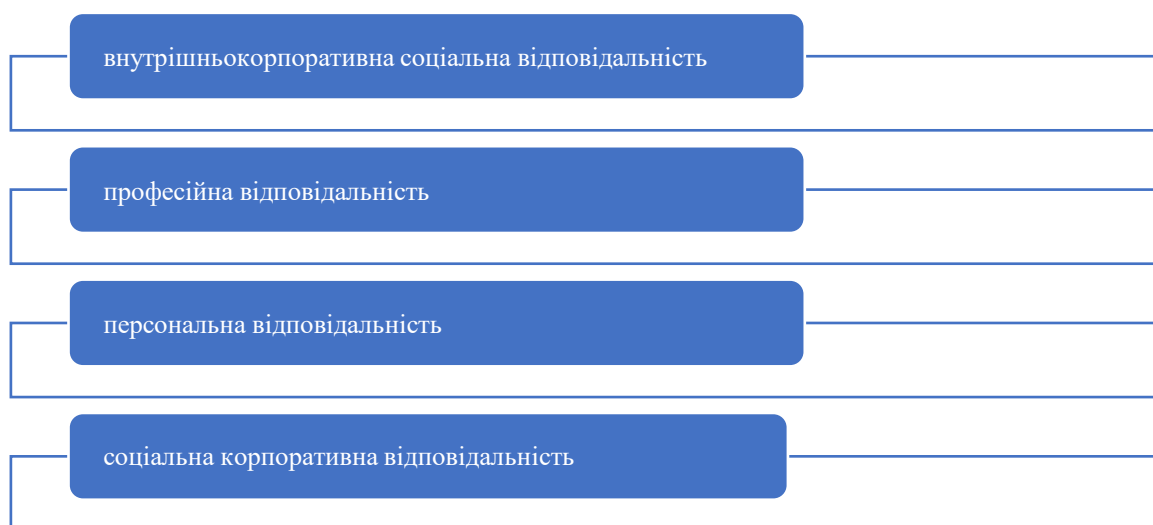 внутрішньокорпоративна соціальна відповідальність
професійна відповідальність
персональна відповідальність
соціальна корпоративна відповідальність